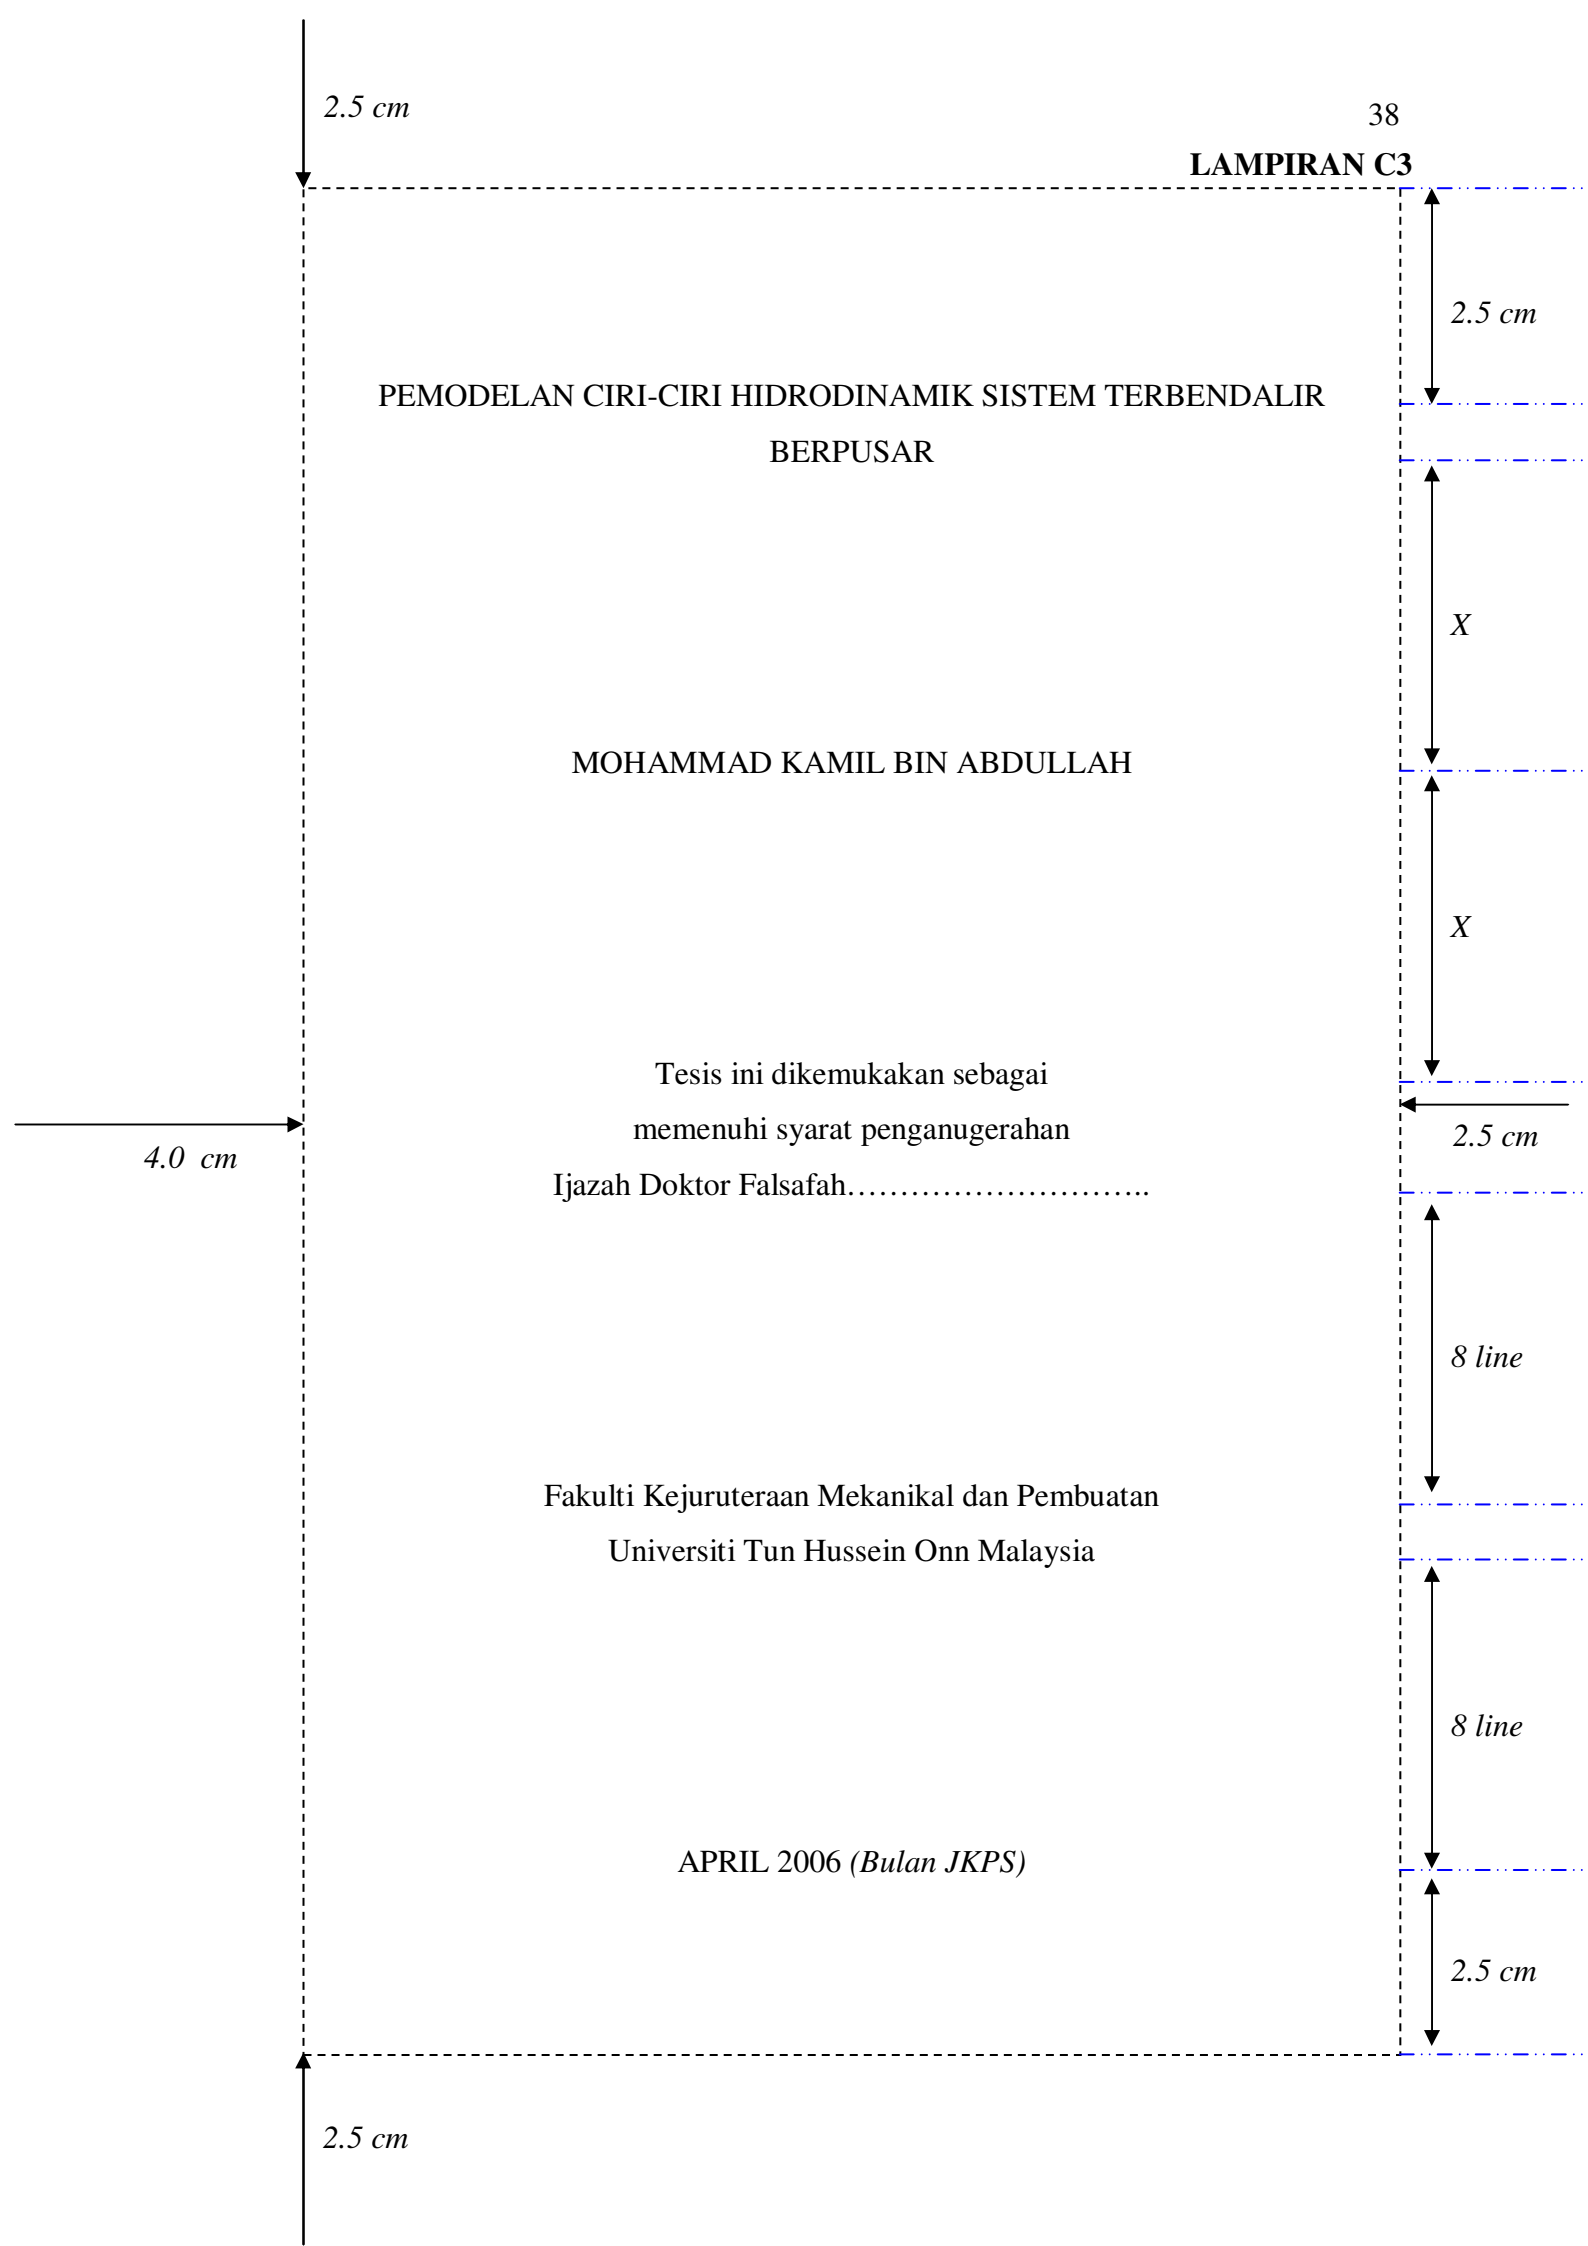 2.5 cm
38
LAMPIRAN C3
2.5 cm
PEMODELAN CIRI-CIRI HIDRODINAMIK SISTEM TERBENDALIR
BERPUSAR
X
MOHAMMAD KAMIL BIN ABDULLAH
X
Tesis ini dikemukakan sebagai
memenuhi syarat penganugerahan
2.5 cm
4.0 cm
Ijazah Doktor Falsafah………………………..
8 line
Fakulti Kejuruteraan Mekanikal dan Pembuatan
Universiti Tun Hussein Onn Malaysia
8 line
APRIL 2006 (Bulan JKPS)
2.5 cm
2.5 cm